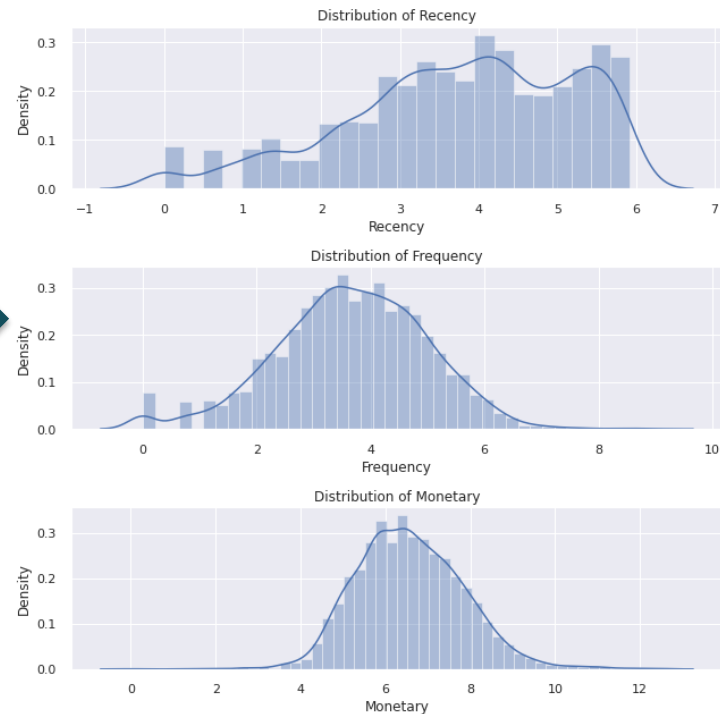 Distribution of Recency
0.3
0.2
0.1
0.0
Density
−1 0 1 2 3 4 5 6 7
Recency
Distribution of Frequency
0.3
0.2
0.1
0.0
Density
0 2 4 6 8 10
Frequency
Distribution of Monetary
0.3
0.2
0.1
0.0
Density
0 2 4 6 8 10 12
Monetary